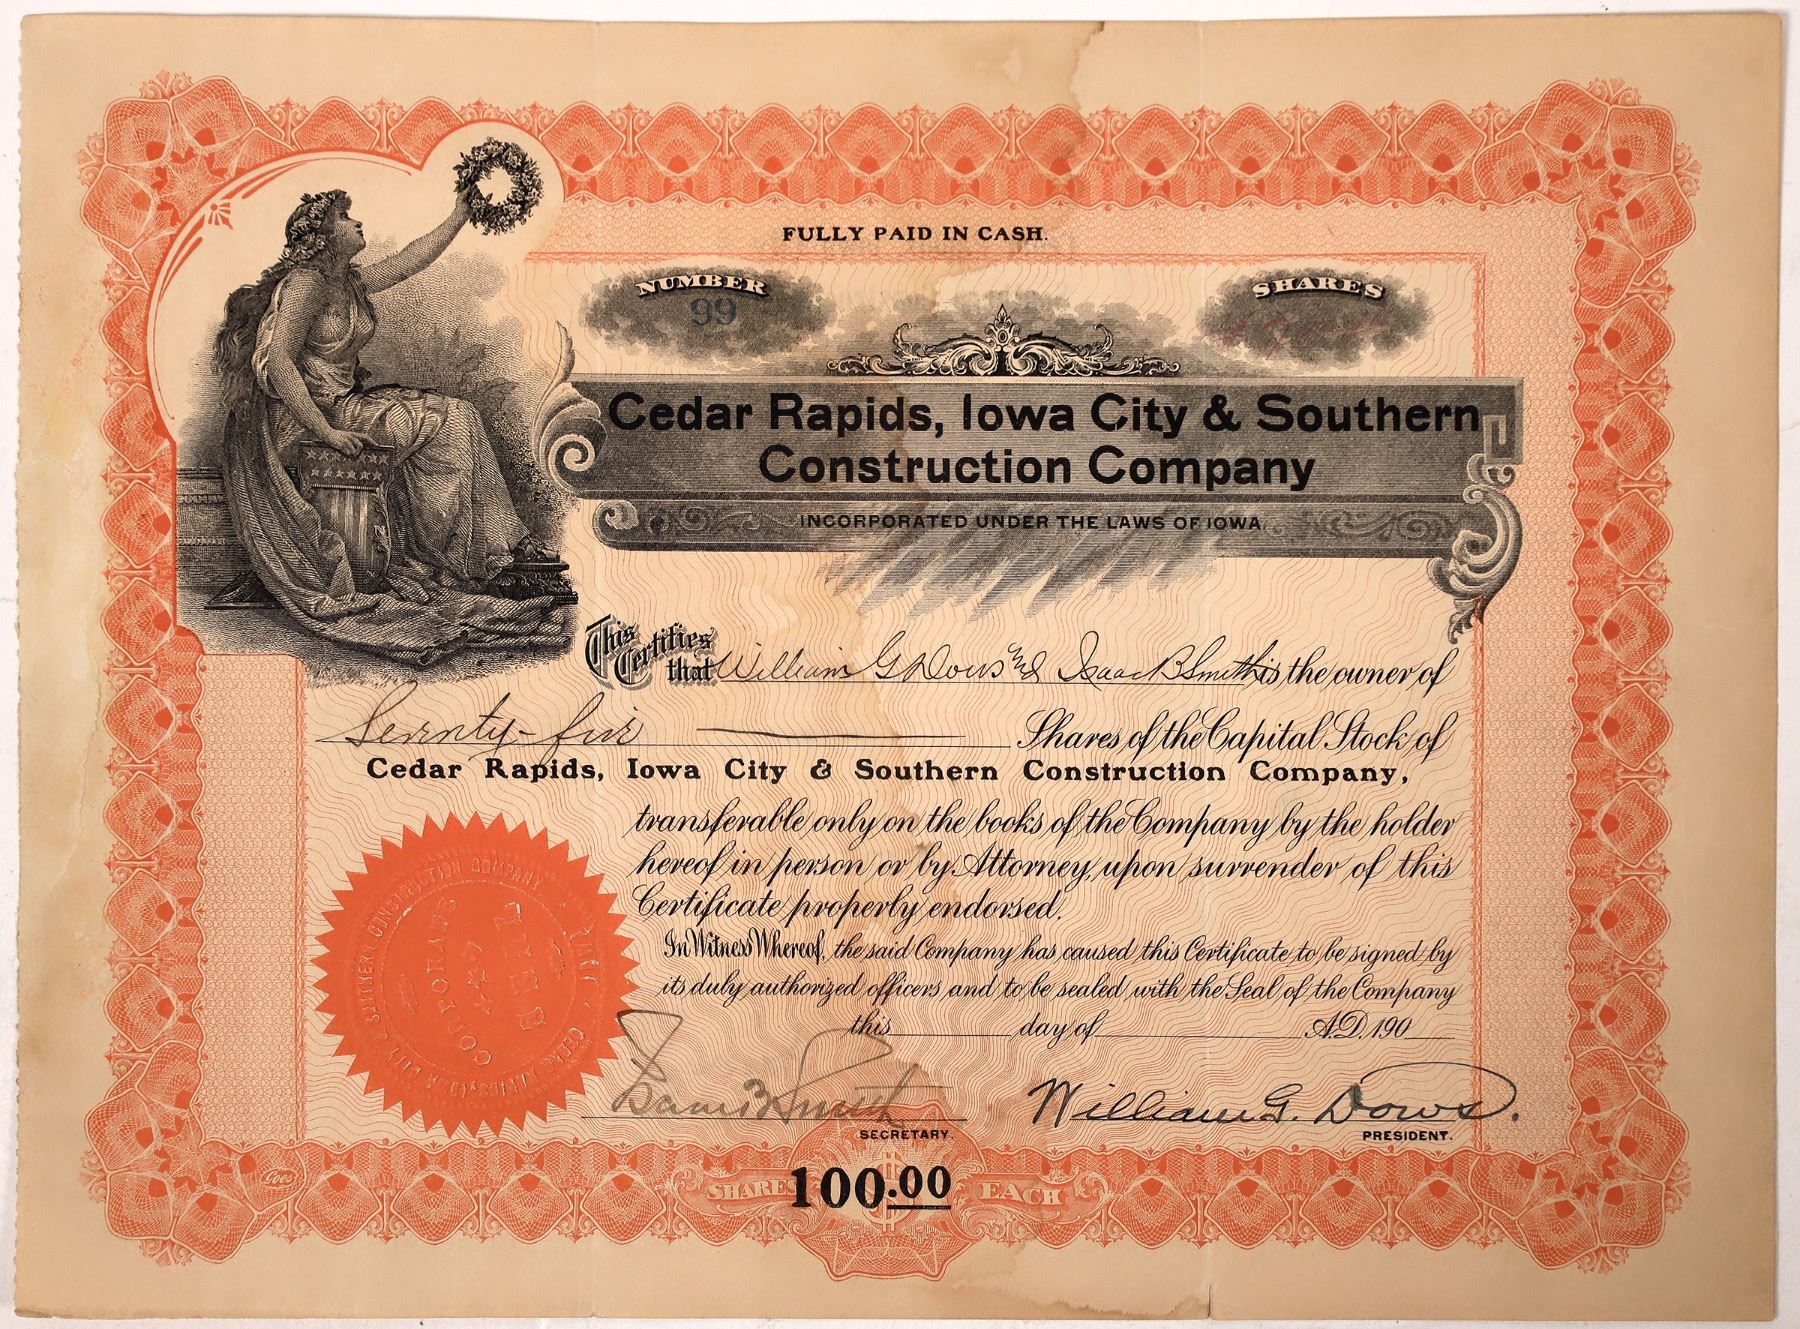 FULLY PAID IN CASH.
NUMBER
99
SHARES
Cedar Rapids, Iowa City & Southern
Construction Company
INCORPORATED UNDER THE LAWS OF IOWA.
This Certifies that William G Dows and Isaac B Smith is the owner of
Seventy-five Shares of the Capital Stock of
Cedar Rapids, Iowa City & Southern Construction Company,
transferable only on the books of the Company by the holder
hereof in person or by Attorney, upon surrender of this
Certificate properly endorsed.
In Witness Whereof, the said Company has caused this Certificate to be signed by
its duly authorized officers and to be sealed with the Seal of the Company
this day of A.D. 190
Isaac B Smith
William G. Dows.
SECRETARY.
PRESIDENT.
CORPORATE
SEAL
Goes
SHARES 100.00 EACH